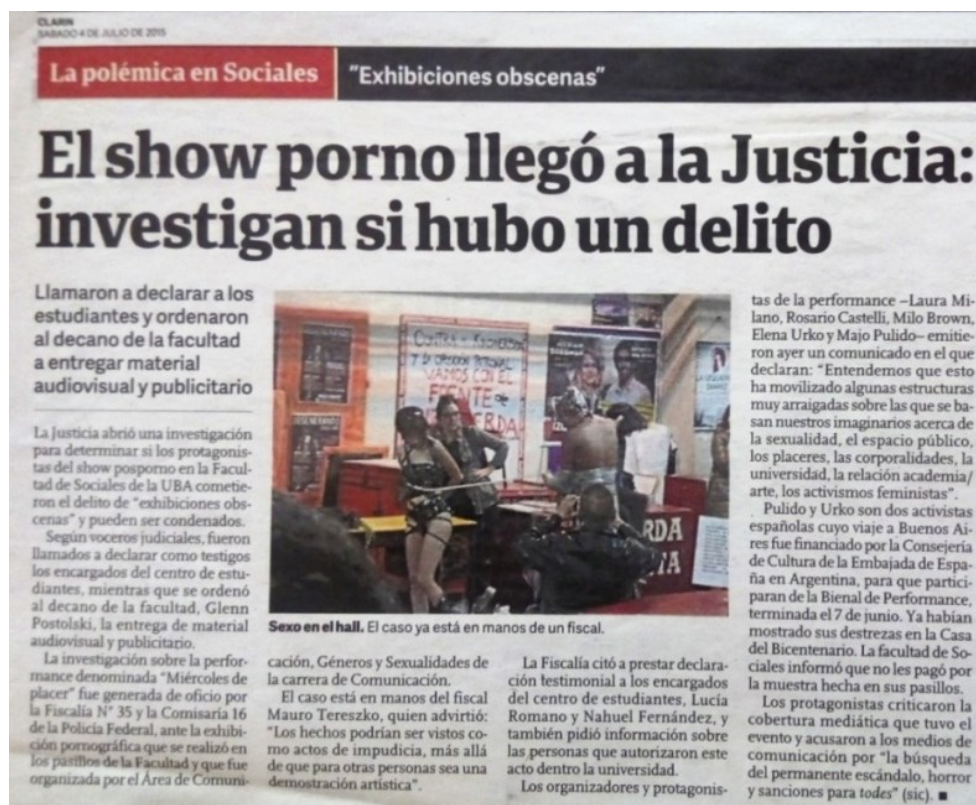 CLARIN
SABADO 4 DE JULIO DE 2015
La polémica en Sociales
"Exhibiciones obscenas"
El show porno llegó a la Justicia:
investigan si hubo un delito
Llamaron a declarar a los
estudiantes y ordenaron
al decano de la facultad
a entregar material
audiovisual y publicitario
La Justicia abrió una investigación
para determinar si los protagonis-
tas del show posporno en la Facul-
tad de Sociales de la UBA cometie-
ron el delito de "exhibiciones obs-
cenas" y pueden ser condenados.
Según voceros judiciales, fueron
llamados a declarar como testigos
los encargados del centro de estu-
diantes, mientras que se ordenó
al decano de la facultad, Glenn
Postolski, la entrega de material
audiovisual y publicitario.
La investigación sobre la perfor-
mance denominada "Miércoles de
placer" fue generada de oficio por
la Fiscalía N° 35 y la Comisaría 16
de la Policía Federal, ante la exhibi-
ción pornográfica que se realizó en
los pasillos de la Facultad y que fue
organizada por el Área de Comuni-
VAMOS CON EL
FRENTE DE
RDA
Sexo en el hall. El caso ya está en manos de un fiscal.
cación, Géneros y Sexualidades de
la carrera de Comunicación.
El caso está en manos del fiscal
Mauro Tereszko, quien advirtió:
"Los hechos podrían ser vistos co-
mo actos de impudicia, más allá
de que para otras personas sea una
demostración artística".
La Fiscalía citó a prestar declara-
ción testimonial a los encargados
del centro de estudiantes, Lucía
Romano y Nahuel Fernández, y
también pidió información sobre
las personas que autorizaron este
acto dentro la universidad.
Los organizadores y protagonis-
tas de la performance –Laura Mi-
lano, Rosario Castelli, Milo Brown,
Elena Urko y Majo Pulido– emitie-
ron ayer un comunicado en el que
declaran: "Entendemos que esto
ha movilizado algunas estructuras
muy arraigadas sobre las que se ba-
san nuestros imaginarios acerca de
la sexualidad, el espacio público,
los placeres, las corporalidades, la
universidad, la relación academia/
arte, los activismos feministas".
Pulido y Urko son dos activistas
españolas cuyo viaje a Buenos Ai-
res fue financiado por la Consejería
de Cultura de la Embajada de Espa-
ña en Argentina, para que partici-
paran de la Bienal de Performance,
terminada el 7 de junio. Ya habían
mostrado sus destrezas en la Casa
del Bicentenario. La facultad de So-
ciales informó que no les pagó por
la muestra hecha en sus pasillos.
Los protagonistas criticaron la
cobertura mediática que tuvo el
evento y acusaron a los medios de
comunicación por "la búsqueda
del permanente escándalo, horror
y sanciones para todes" (sic). ■